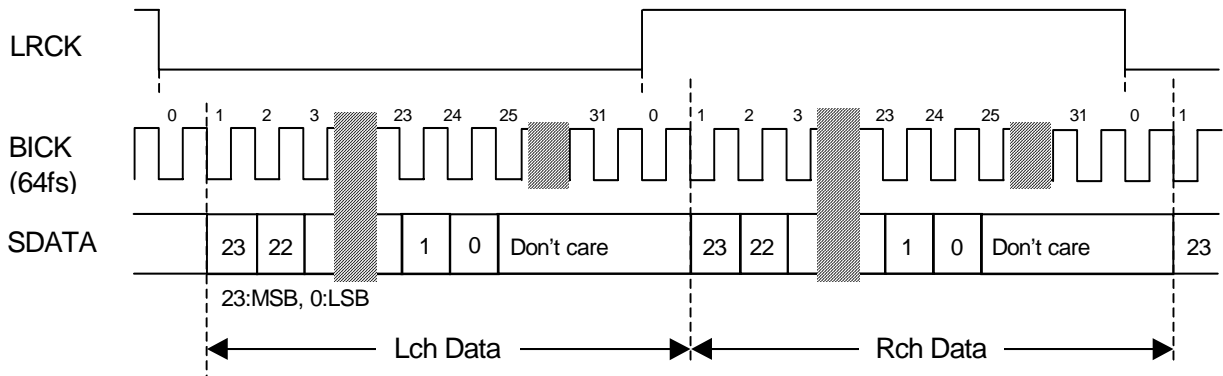 LRCK
0 1 2 3 23 24 25 31 0 1 2 3 23 24 25 31 0 1
BICK
(64fs)
SDATA 23 22 1 0 Don't care 23 22 1 0 Don't care 23
23:MSB, 0:LSB
Lch Data Rch Data